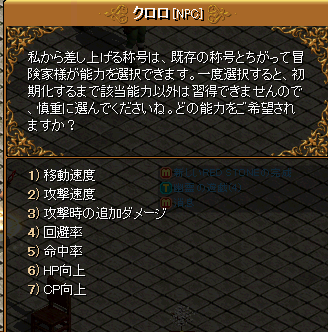 クロロ[NPC]
私から差し上げる称号は、既存の称号とちがって冒
険家様が能力を選択できます。一度選択すると、初
期化するまで該当能力以外は習得できませんので
、慎重に選んでくださいね。どの能力をご希望され
ますか？
1) 移動速度
2) 攻撃速度
3) 攻撃時の追加ダメージ
4) 回避率
5) 命中率
6) HP向上
7) CP向上